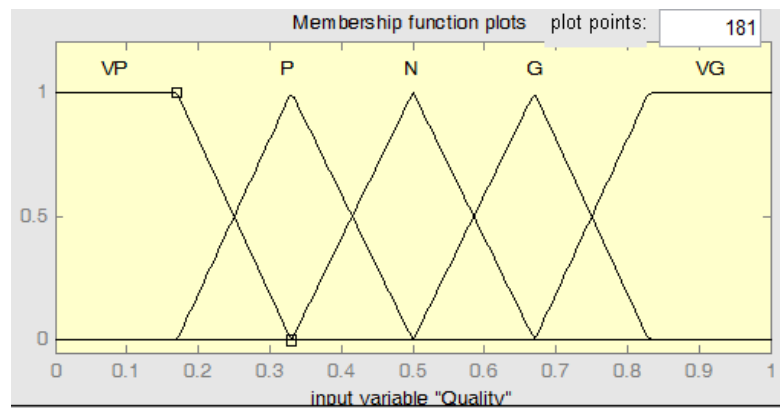 Membership function plots plot points: 181
VP P N G VG
1
0.5
0
0 0.1 0.2 0.3 0.4 0.5 0.6 0.7 0.8 0.9 1
input variable "Quality"